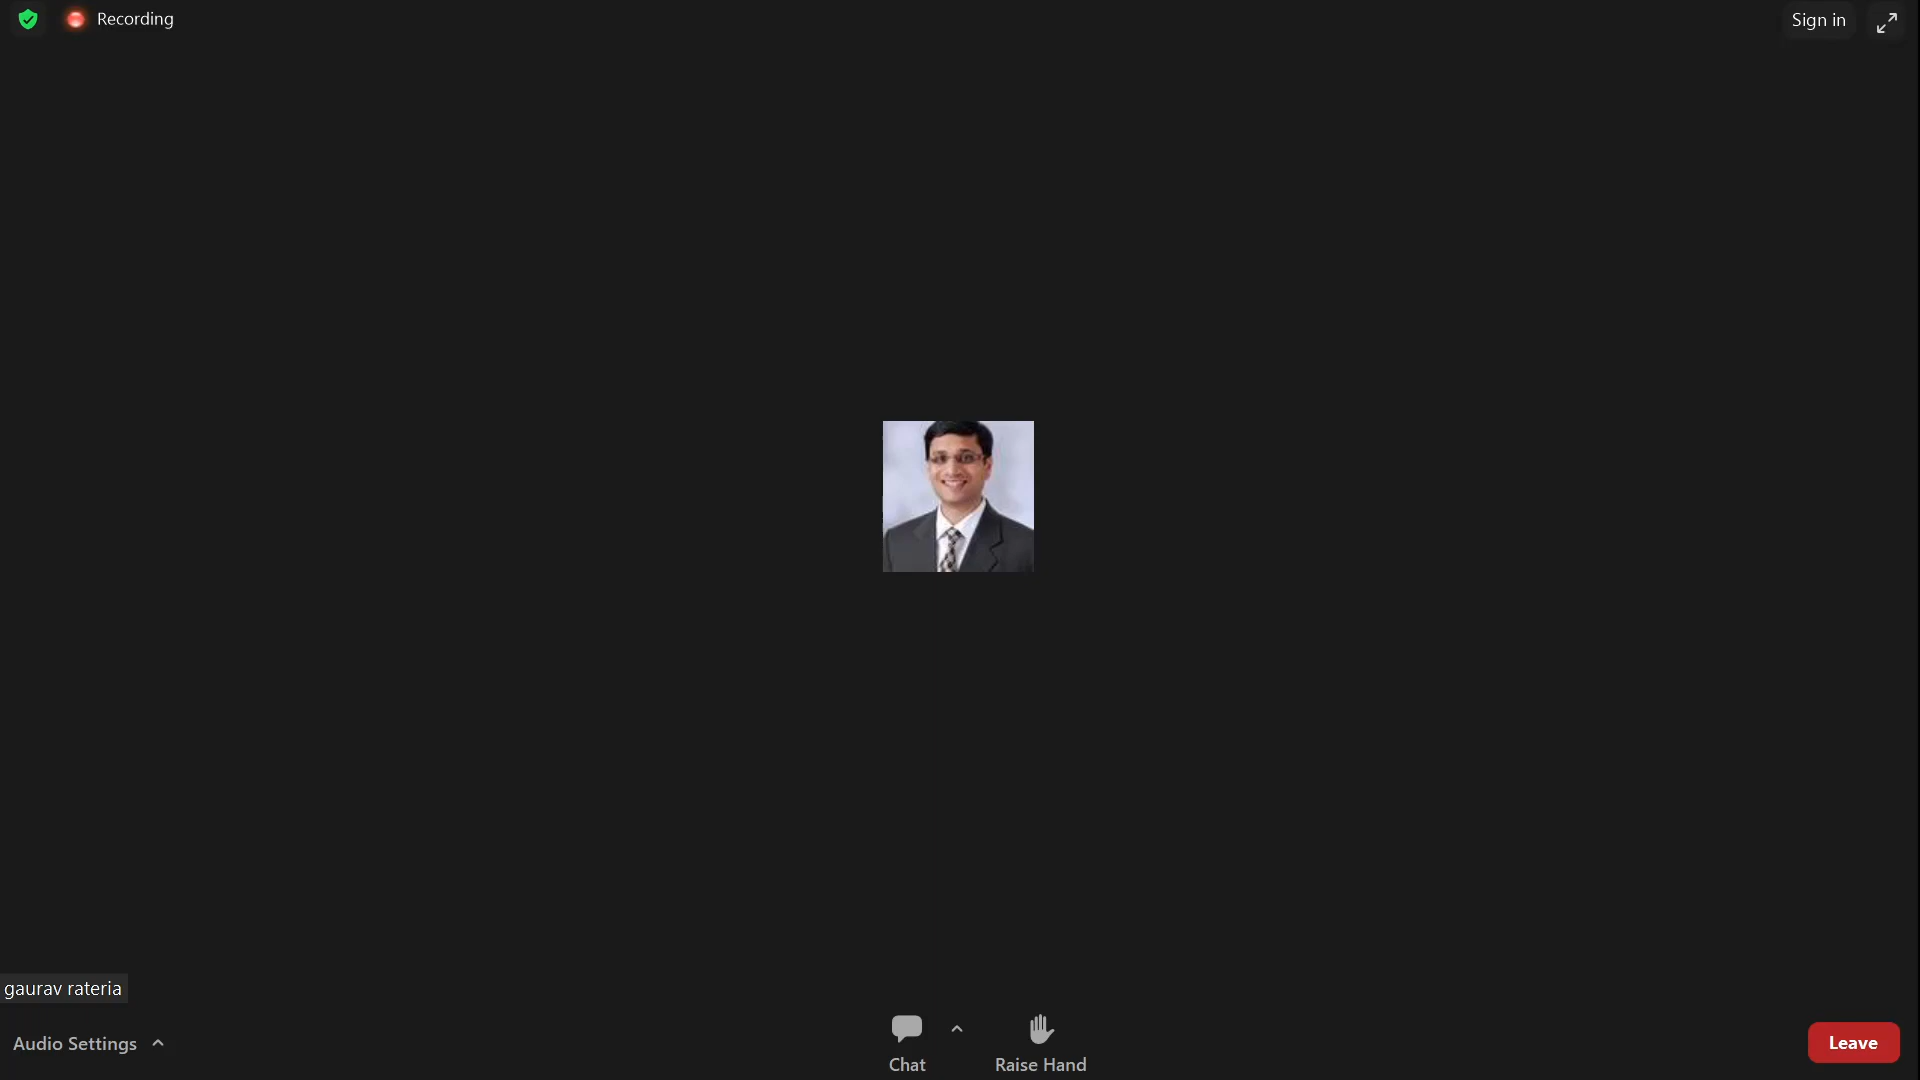 Recording
Sign in
gaurav rateria
Audio Settings
Chat
Raise Hand
Leave